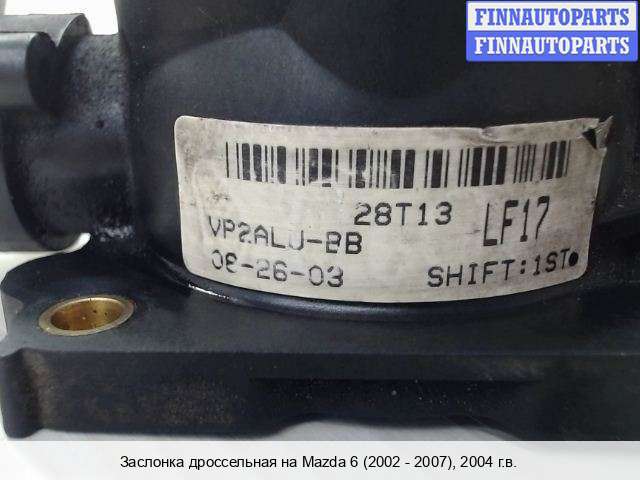 FINNAUTOPARTS
FINNAUTOPARTS
28T13 LF17
VP2ALU-BB
08-26-03 SHIFT:1ST
Заслонка дроссельная на Mazda 6 (2002 - 2007), 2004 г.в.